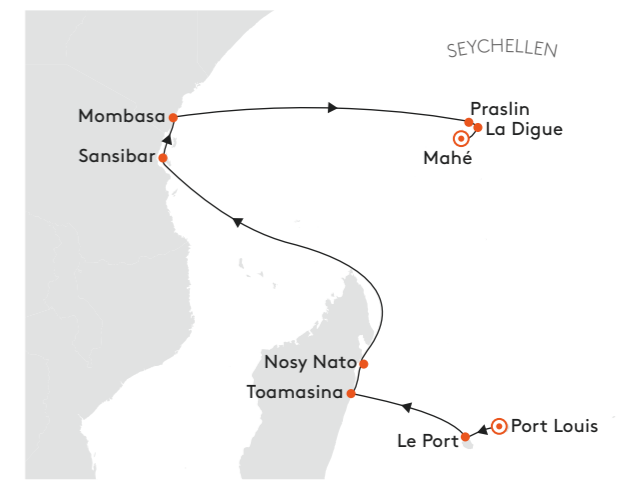 SEYCHELLEN
Praslin
Mombasa
La Digue
Sansibar
Mahé
Nosy Nato
Toamasina
Port Louis
Le Port